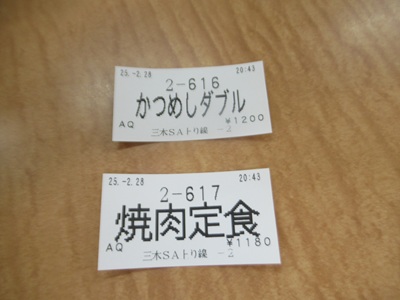 25.-2.28 20:43
2-616
かつめしダブル
AQ ¥1200
三木SA下り線 -2
25.-2.28 20:43
2-617
焼肉定食
AQ ¥1180
三木SA下り線 -2